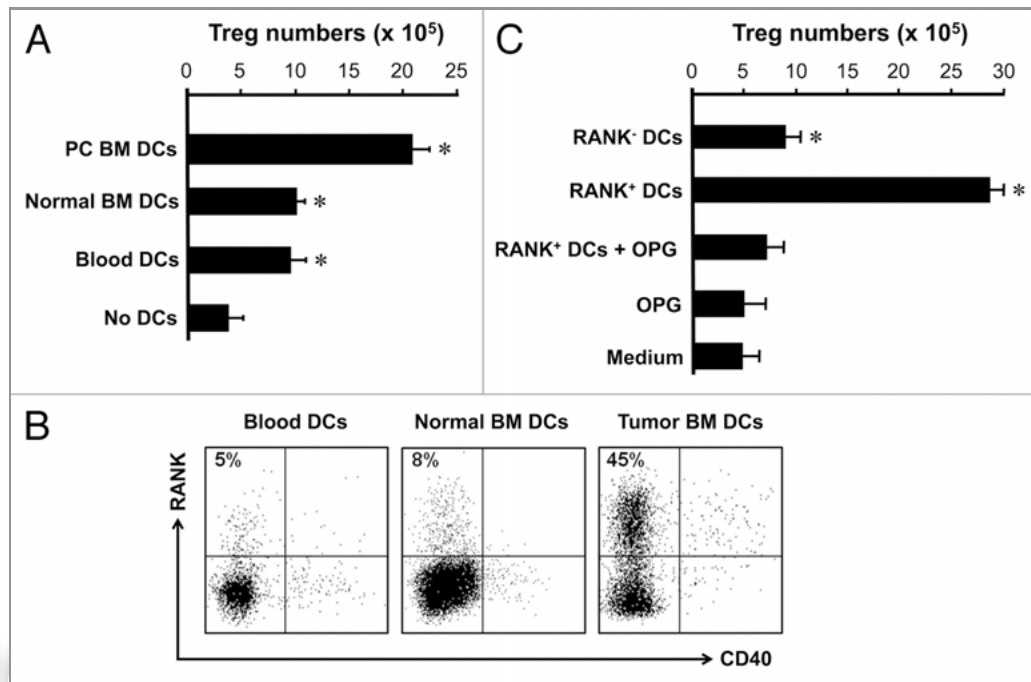 A
Treg numbers (x 10⁵)
0 5 10 15 20 25
PC BM DCs
*
Normal BM DCs
*
Blood DCs
*
No DCs
C
Treg numbers (x 10⁵)
0 5 10 15 20 25 30
RANK⁻ DCs
*
RANK⁺ DCs
*
RANK⁺ DCs + OPG
OPG
Medium
B
Blood DCs
Normal BM DCs
Tumor BM DCs
5%
8%
45%
RANK
CD40